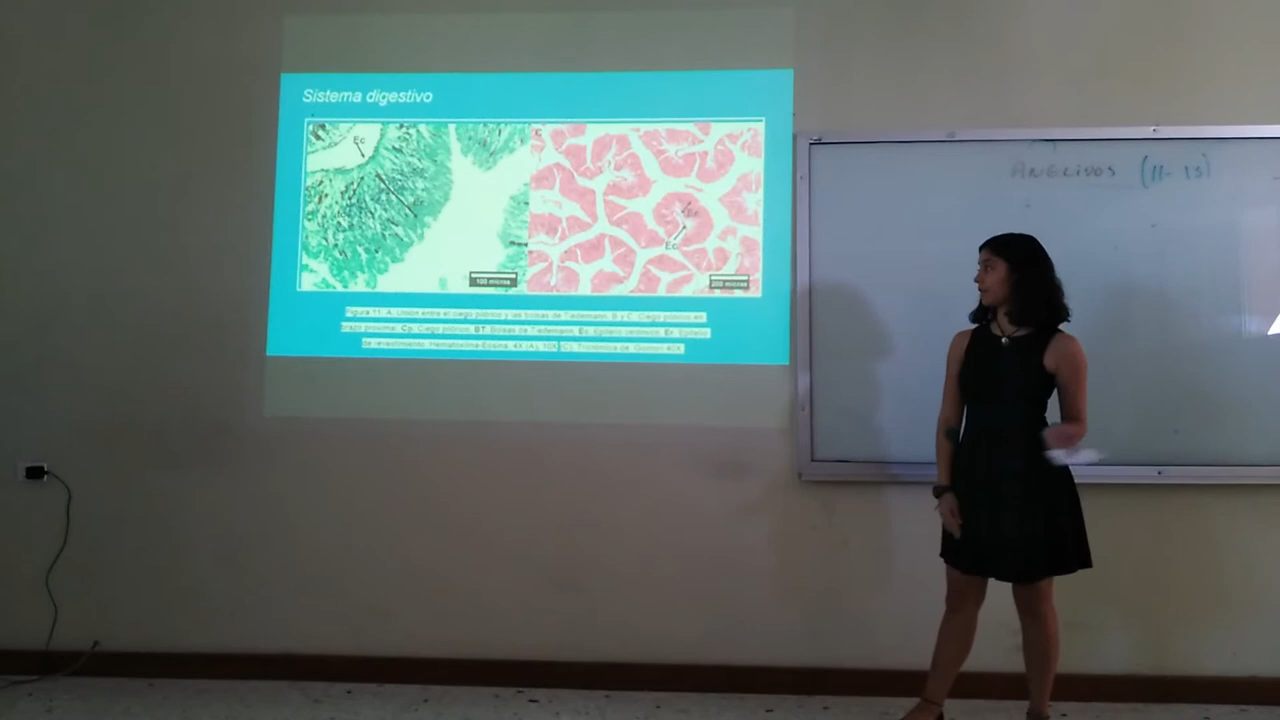 Sistema digestivo
Ec
C
Ec
100 micras
200 micras
Figura 11. A. Unión entre el ciego pilórico y las bolsas de Tiedemann. B y C. Ciego pilórico en
brazo proximal. Cp. Ciego pilórico, BT. Bolsas de Tiedemann, Ec. Epitelio celómico, Er. Epitelio
de revestimiento. Hematoxilina-Eosina. 4X (A), 10X (C), Tricrómica de Gomori 40X
ANELIDOS (11-13)